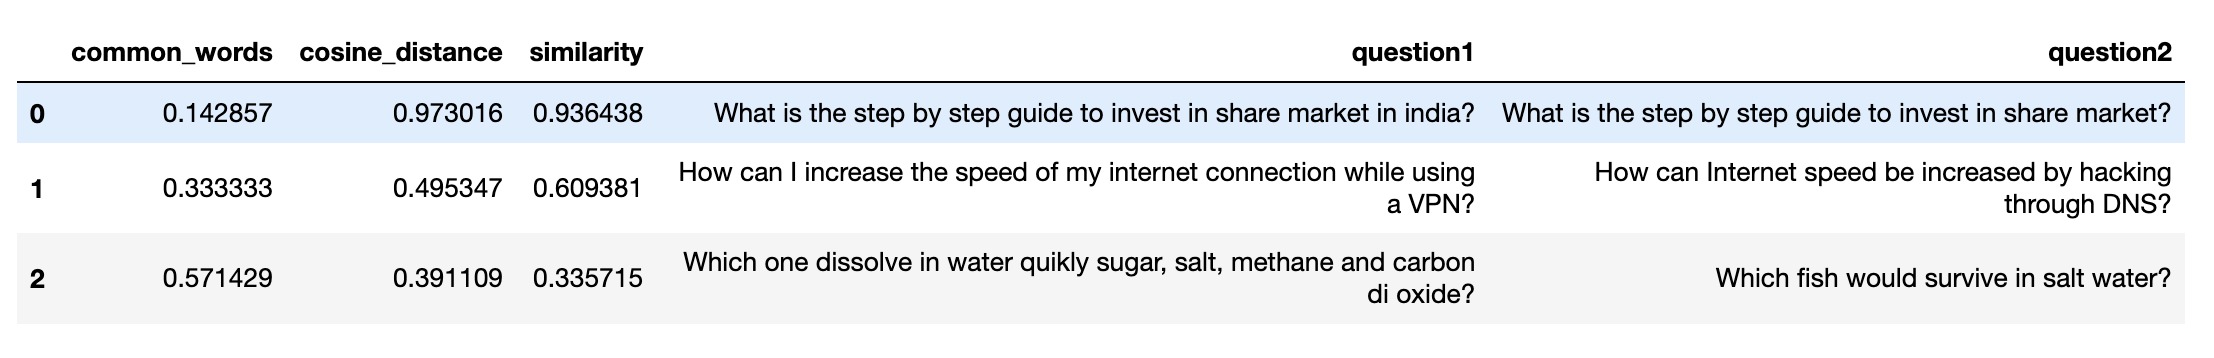 common_words cosine_distance similarity question1 question2
0 0.142857 0.973016 0.936438 What is the step by step guide to invest in share market in india? What is the step by step guide to invest in share market?
1 0.333333 0.495347 0.609381 How can I increase the speed of my internet connection while using How can Internet speed be increased by hacking
a VPN? through DNS?
2 0.571429 0.391109 0.335715 Which one dissolve in water quikly sugar, salt, methane and carbon Which fish would survive in salt water?
di oxide?